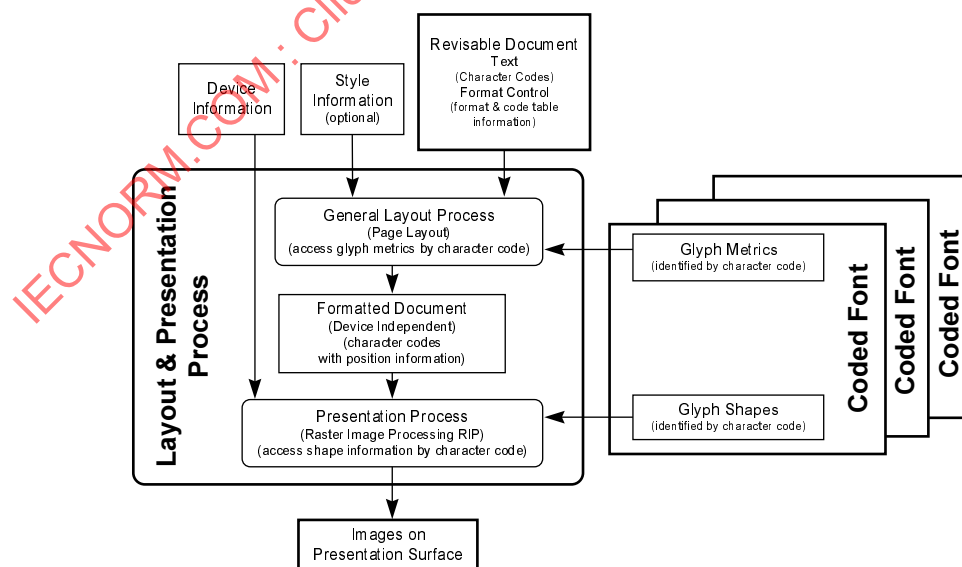 Revisable Document
Text
(Character Codes)
Format Control
(format & code table
information)
Device
Information
Style
Information
(optional)
Layout & Presentation
Process
General Layout Process
(Page Layout)
(access glyph metrics by character code)
Formatted Document
(Device Independent)
(character codes
with position information)
Presentation Process
(Raster Image Processing RIP)
(access shape information by character code)
Images on
Presentation Surface
Glyph Metrics
(identified by character code)
Glyph Shapes
(identified by character code)
Coded Font
Coded Font
Coded Font
IECNORM.COM :